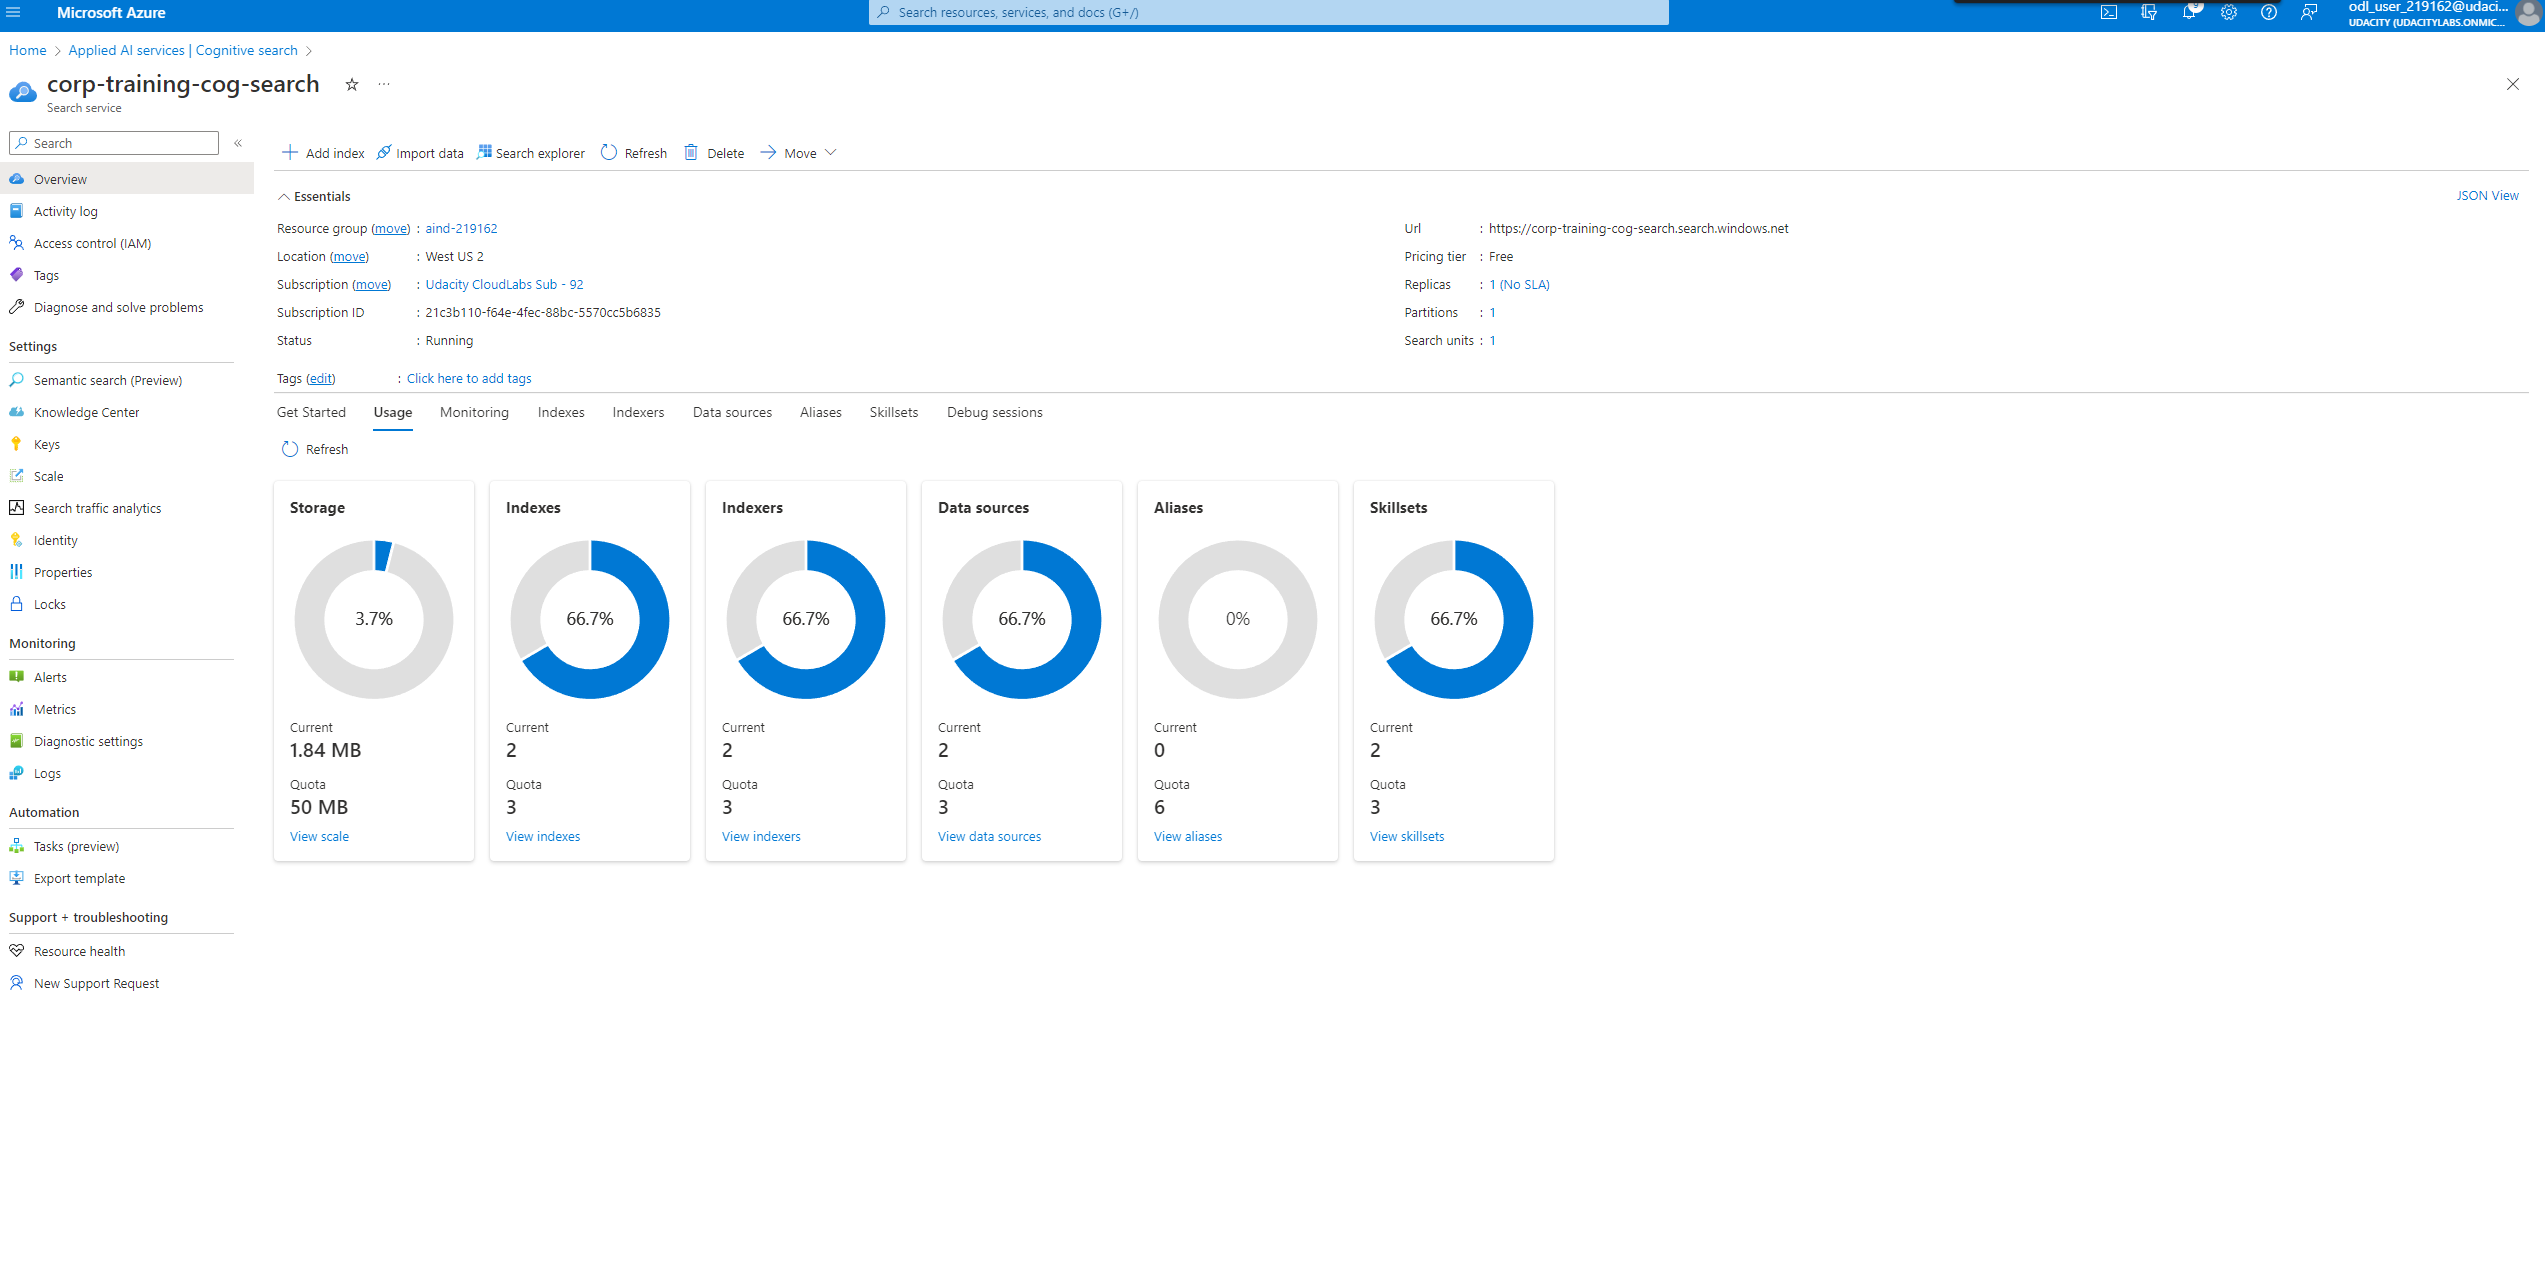 Microsoft Azure
Search resources, services, and docs (G+/)
odl_user_219162@udaci...
UDACITY (UDACITYLABS.ONMIC...
Home > Applied AI services | Cognitive search >
corp-training-cog-search
Search service
Search
Overview
Activity log
Access control (IAM)
Tags
Diagnose and solve problems
Settings
Semantic search (Preview)
Knowledge Center
Keys
Scale
Search traffic analytics
Identity
Properties
Locks
Monitoring
Alerts
Metrics
Diagnostic settings
Logs
Automation
Tasks (preview)
Export template
Support + troubleshooting
Resource health
New Support Request
Add index Import data Search explorer Refresh Delete Move
Essentials
JSON View
Resource group (move) : aind-219162
Location (move) : West US 2
Subscription (move) : Udacity CloudLabs Sub - 92
Subscription ID : 21c3b110-f64e-4fec-88bc-5570cc5b6835
Status : Running
Url : https://corp-training-cog-search.search.windows.net
Pricing tier : Free
Replicas : 1 (No SLA)
Partitions : 1
Search units : 1
Tags (edit) : Click here to add tags
Get Started Usage Monitoring Indexes Indexers Data sources Aliases Skillsets Debug sessions
Refresh
Storage
3.7%
Current
1.84 MB
Quota
50 MB
View scale
Indexes
66.7%
Current
2
Quota
3
View indexes
Indexers
66.7%
Current
2
Quota
3
View indexers
Data sources
66.7%
Current
2
Quota
3
View data sources
Aliases
0%
Current
0
Quota
6
View aliases
Skillsets
66.7%
Current
2
Quota
3
View skillsets